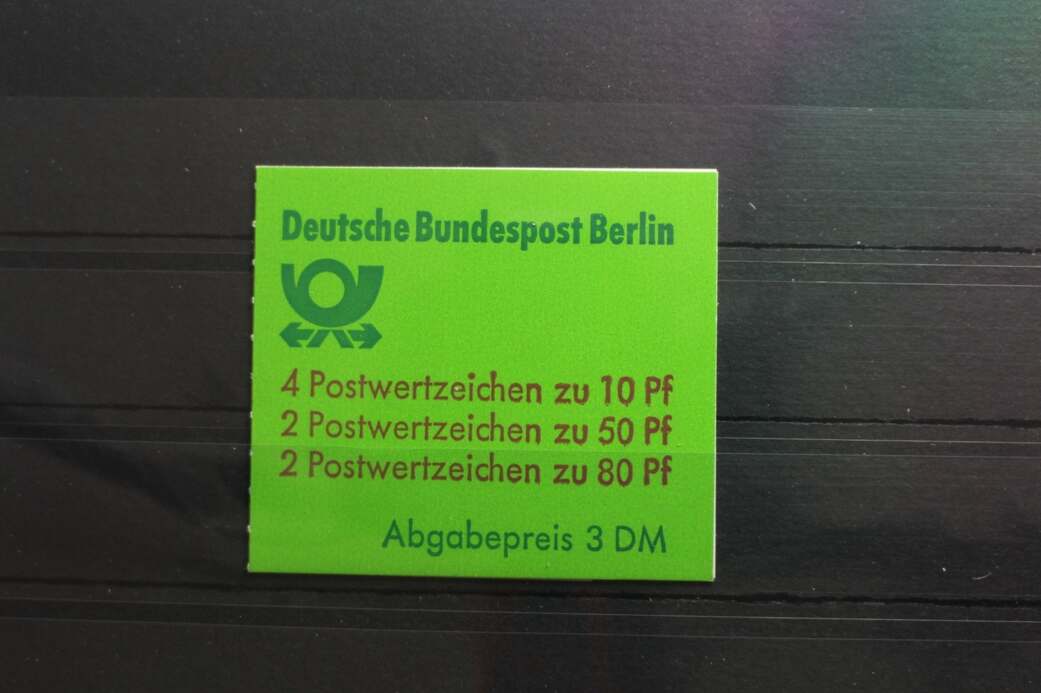 Deutsche Bundespost Berlin
4 Postwertzeichen zu 10 Pf
2 Postwertzeichen zu 50 Pf
2 Postwertzeichen zu 80 Pf
Abgabepreis 3 DM